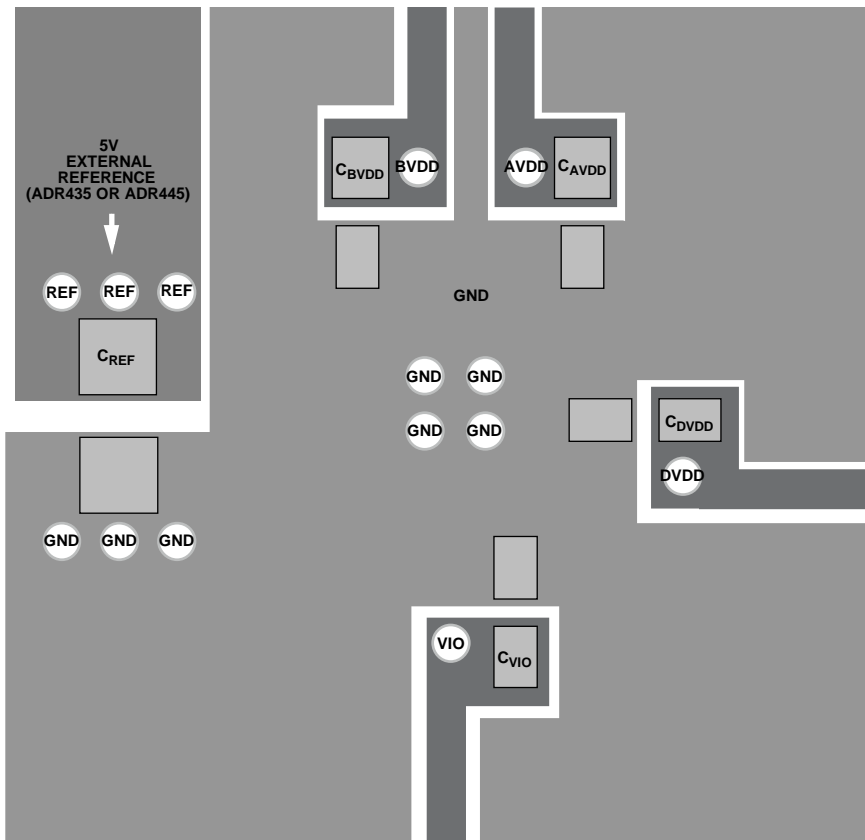 5V
EXTERNAL
REFERENCE
(ADR435 OR ADR445)
REF REF REF
CREF
GND GND GND
CBVDD BVDD
AVDD CAVDD
GND
GND GND
GND GND
CDVDD
DVDD
VIO
CVIO